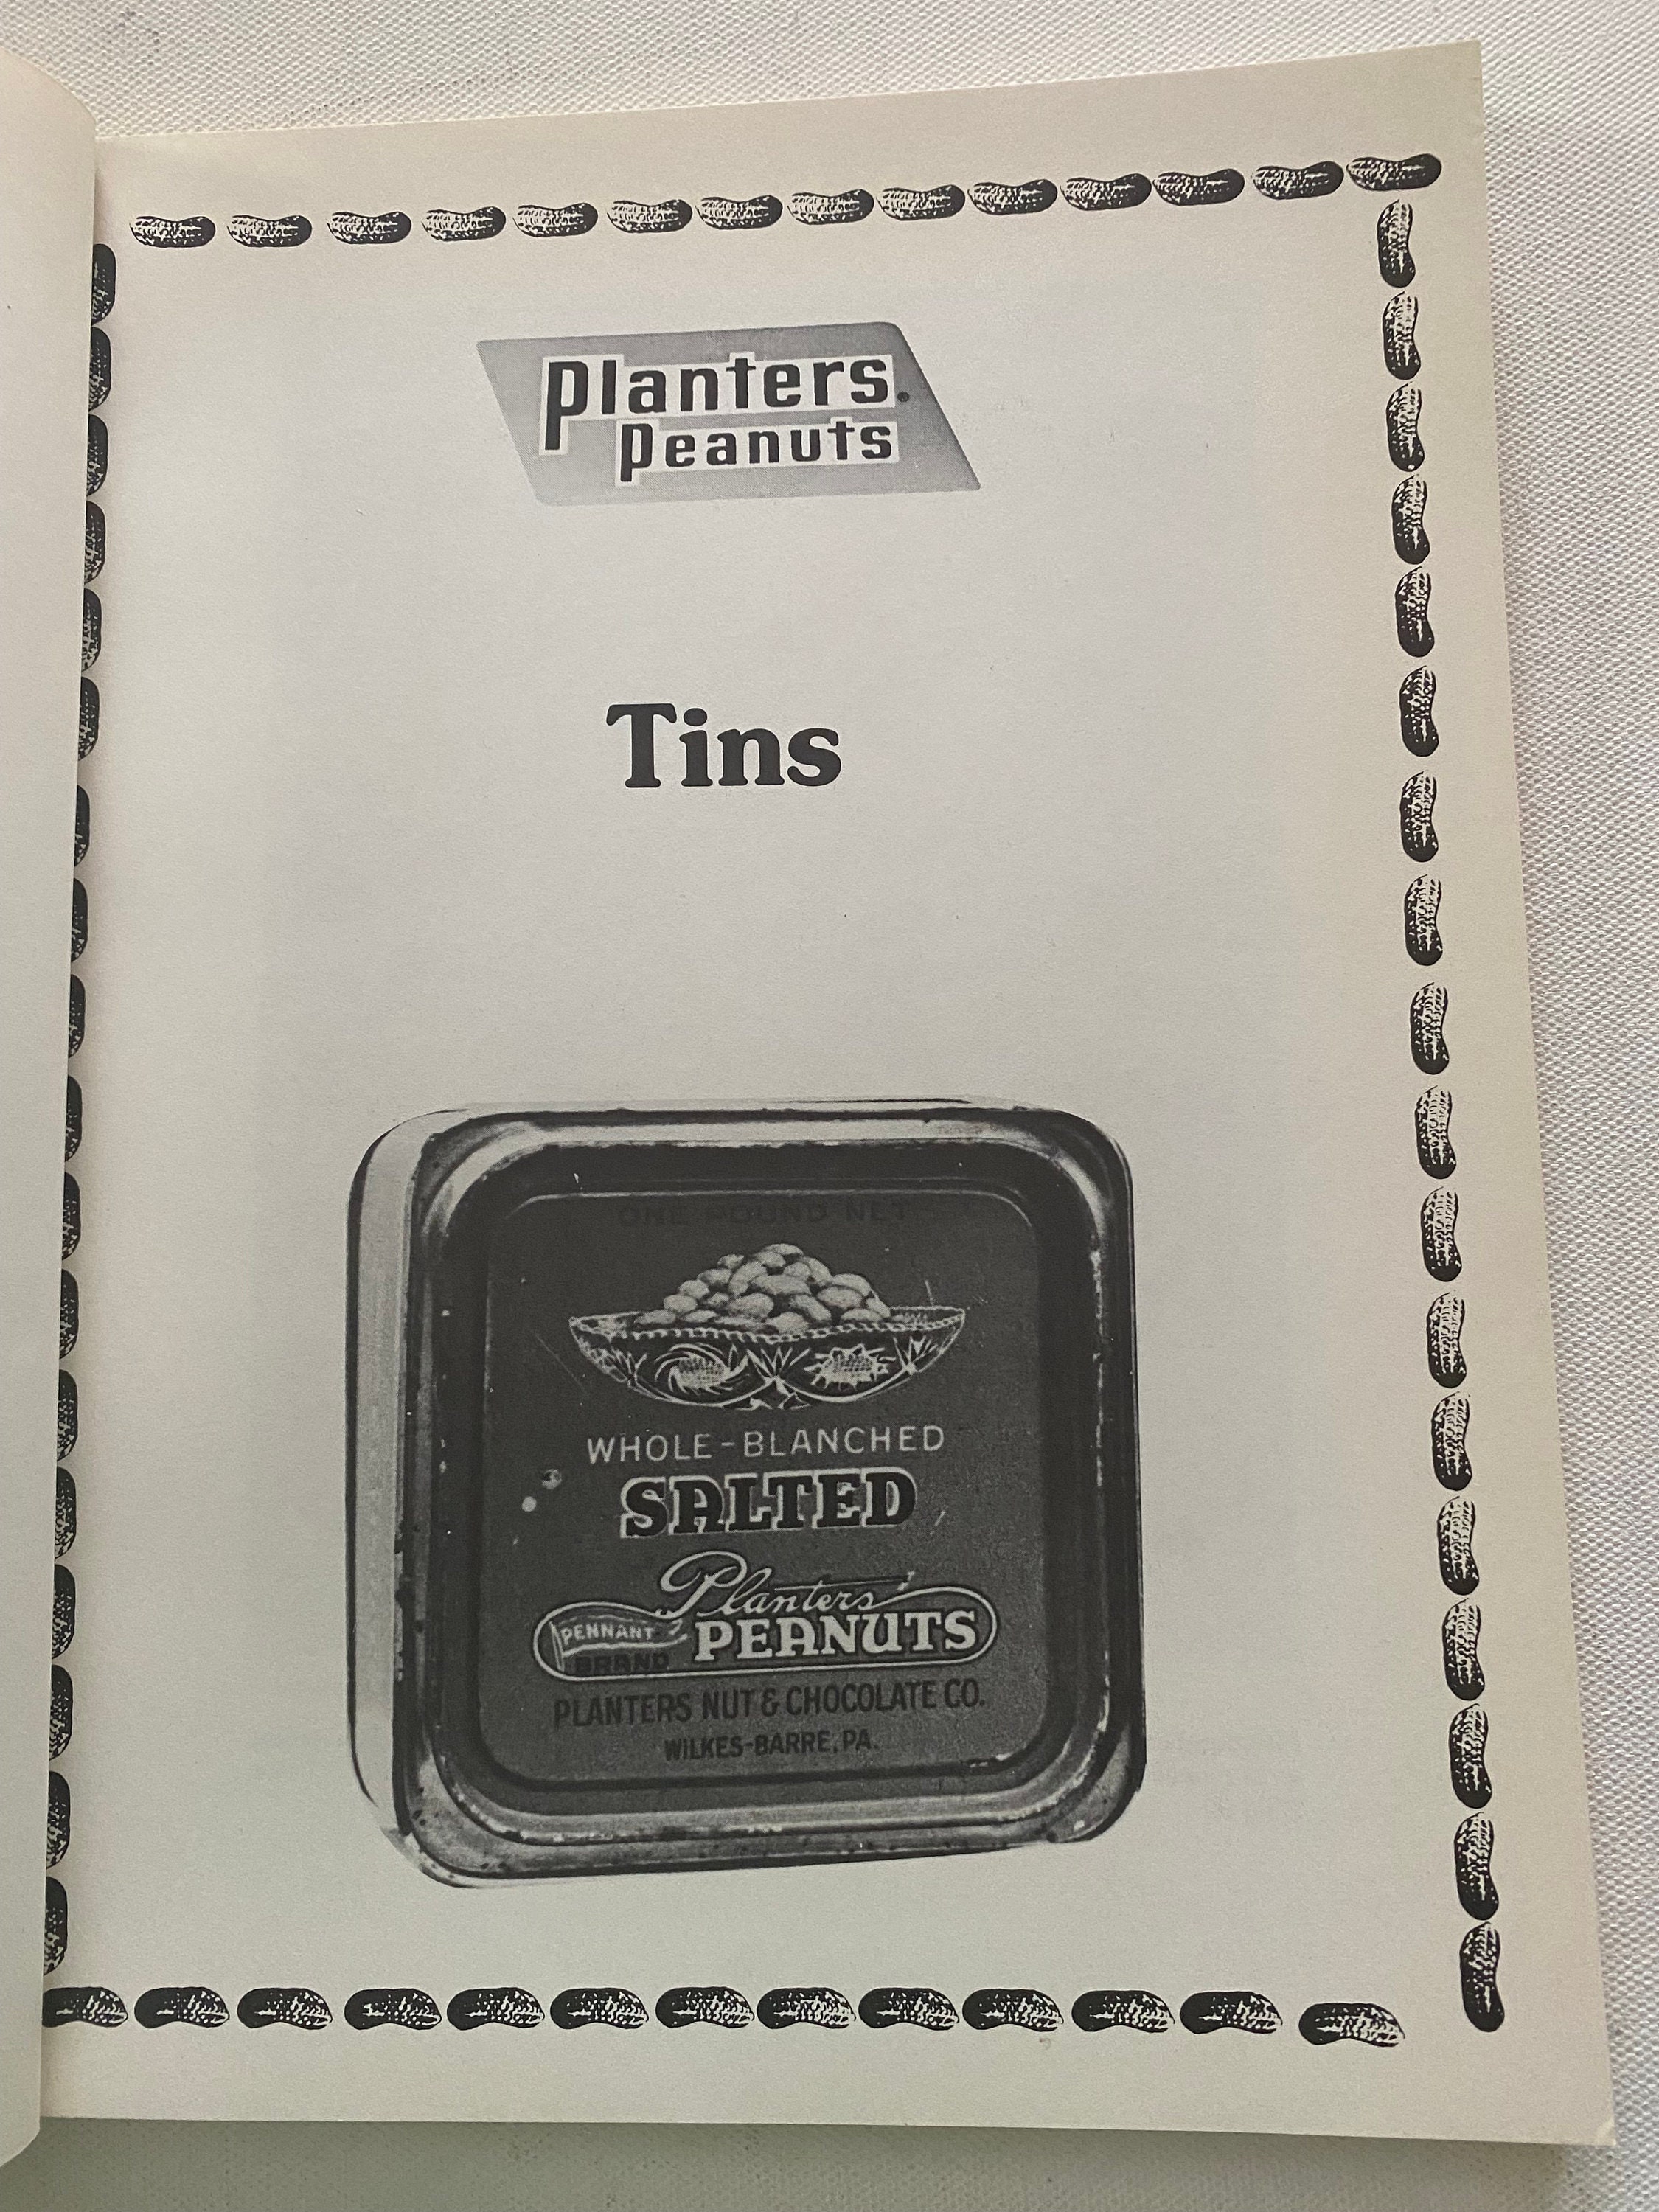 Planters.
Peanuts
Tins
ONE POUND NET
WHOLE-BLANCHED
SALTED
Planters
PENNANT
BRAND
PEANUTS
PLANTERS NUT & CHOCOLATE CO.
WILKES-BARRE, PA.